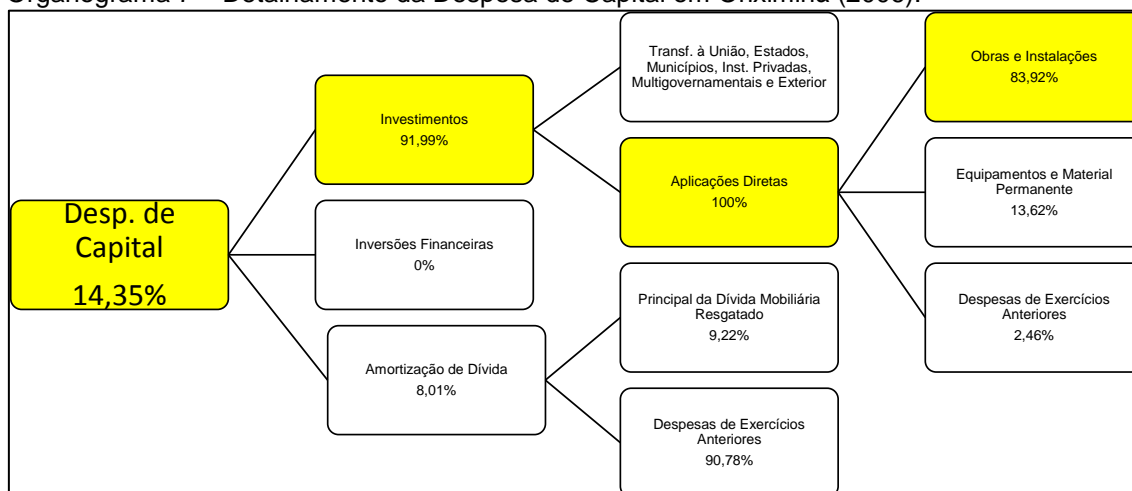 Desp. de
Capital
14,35%
Investimentos
91,99%
Inversões Financeiras
0%
Amortização de Dívida
8,01%
Transf. à União, Estados,
Municípios, Inst. Privadas,
Multigovernamentais e Exterior
Aplicações Diretas
100%
Principal da Dívida Mobiliária
Resgatado
9,22%
Despesas de Exercícios
Anteriores
90,78%
Obras e Instalações
83,92%
Equipamentos e Material
Permanente
13,62%
Despesas de Exercícios
Anteriores
2,46%